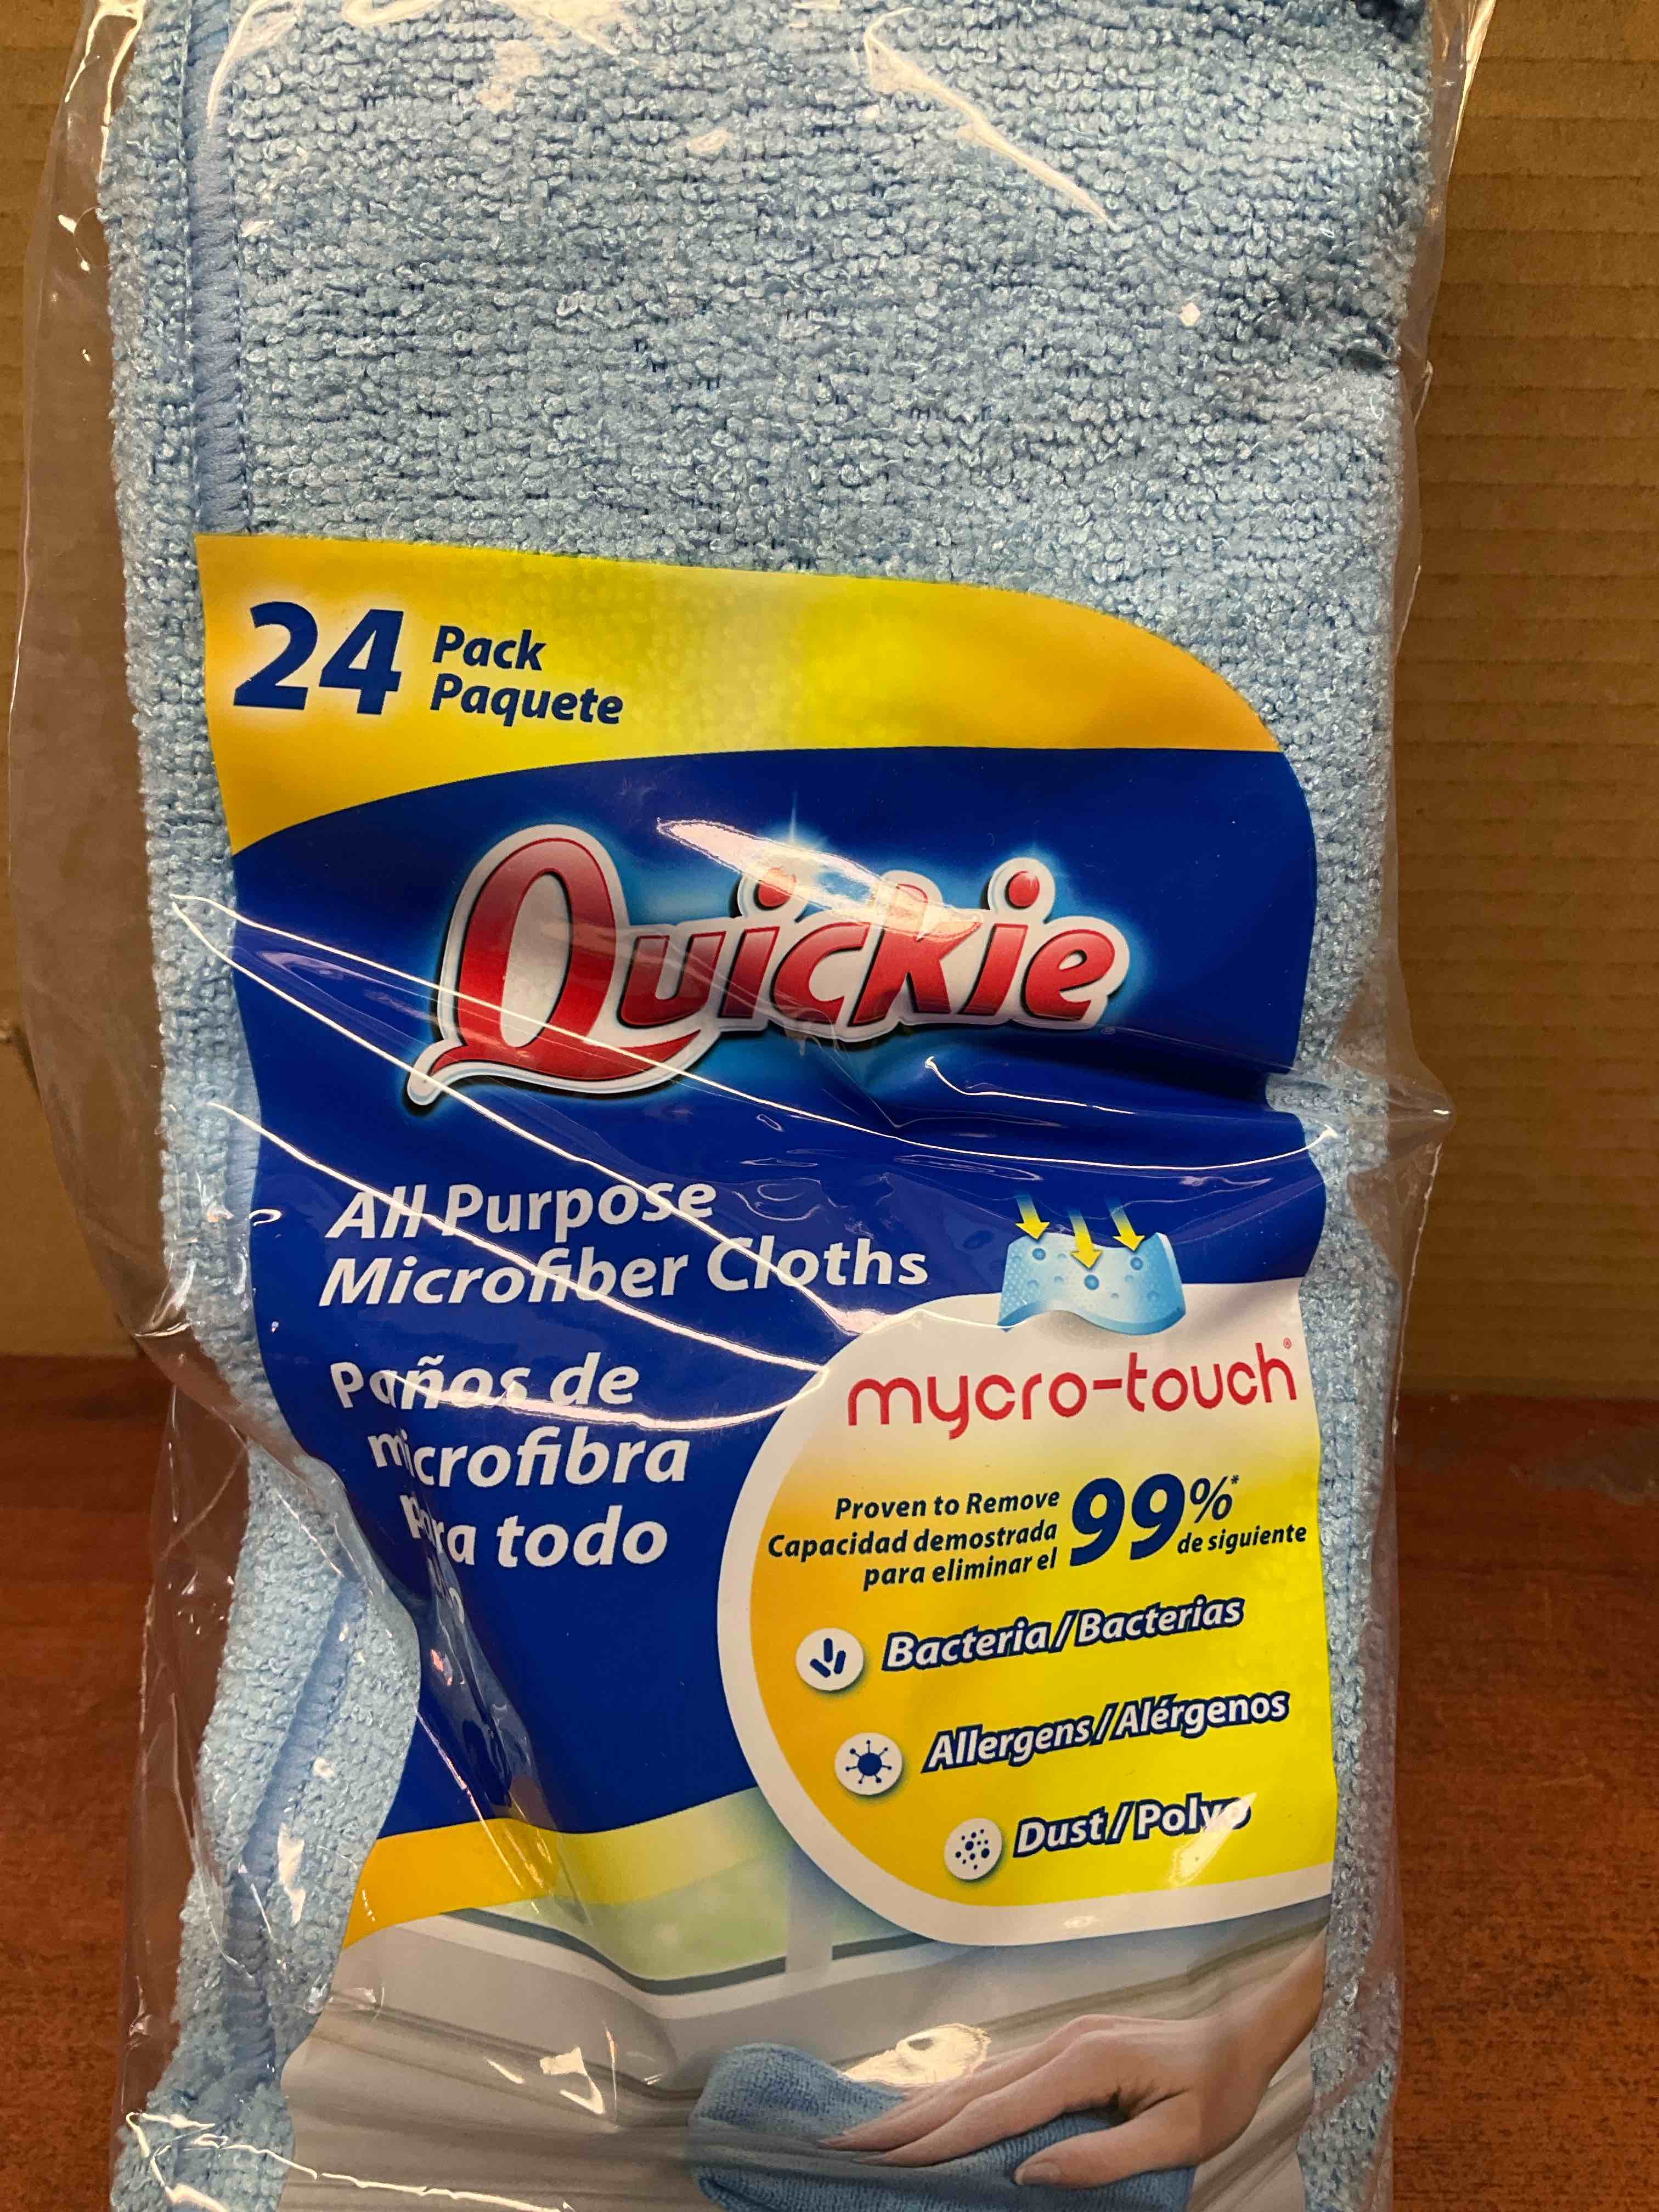 24 Pack
Paquete
Quickie
All Purpose
Microfiber Cloths
Paños de
microfibra
para todo
mycro-touch®
Proven to Remove
Capacidad demostrada
para eliminar el
99%*
de siguiente
Bacteria/Bacterias
Allergens/Alérgenos
Dust/Polvo